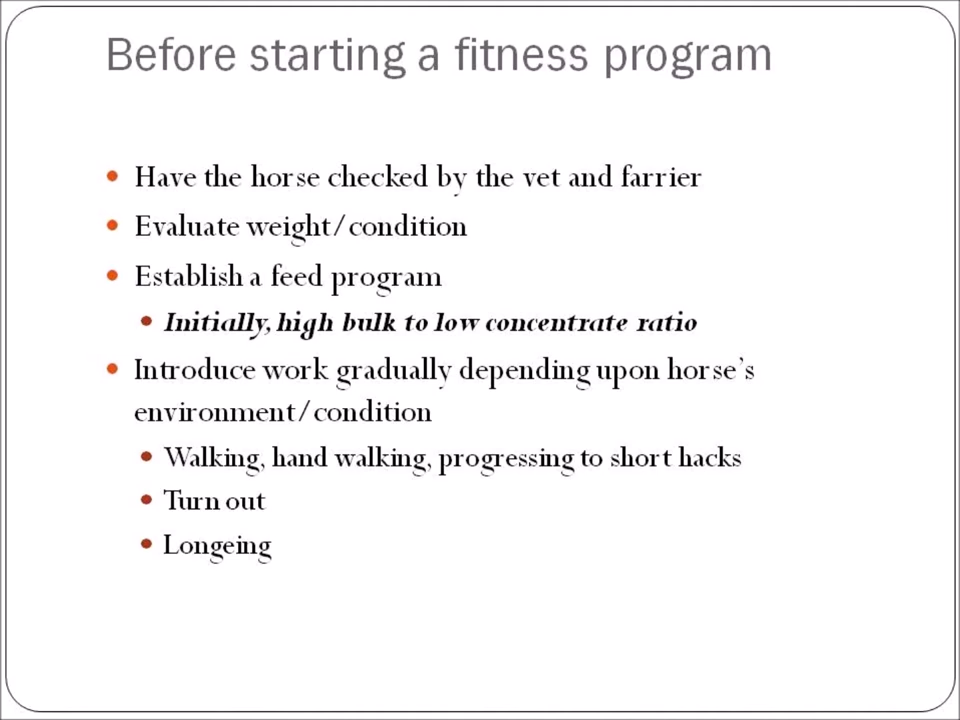 Before starting a fitness program
• Have the horse checked by the vet and farrier
• Evaluate weight/condition
• Establish a feed program
• Initially, high bulk to low concentrate ratio
• Introduce work gradually depending upon horse's
environment/condition
• Walking, hand walking, progressing to short hacks
• Turn out
• Longeing